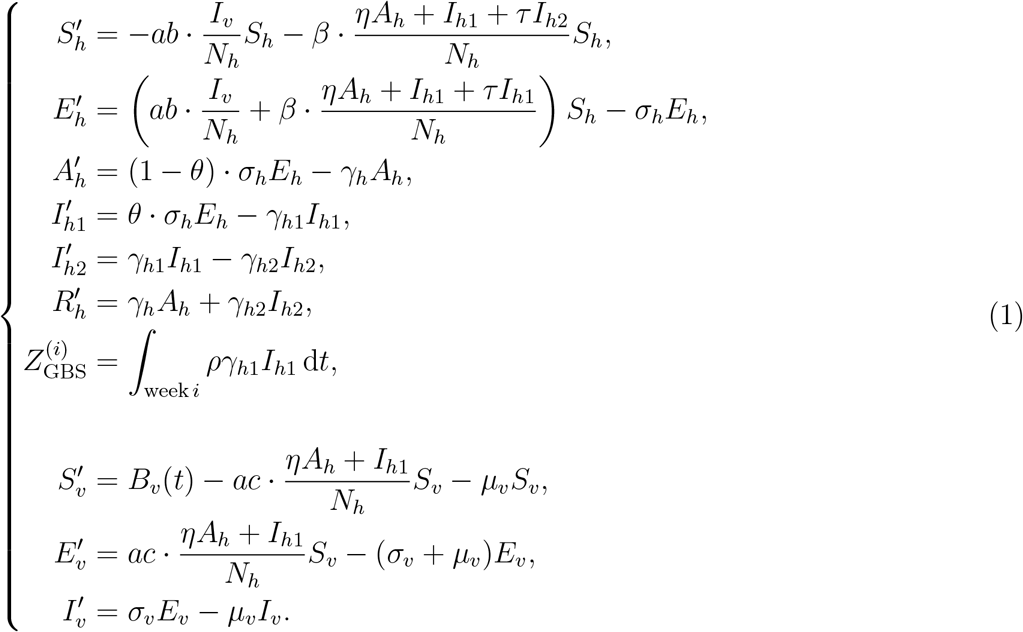 S′_h = −ab · \frac{I_v}{N_h} S_h − β · \frac{ηA_h + I_{h1} + τI_{h2}}{N_h} S_h,
E′_h = \left( ab · \frac{I_v}{N_h} + β · \frac{ηA_h + I_{h1} + τI_{h1}}{N_h} \right) S_h − σ_h E_h,
A′_h = (1 − θ) · σ_h E_h − γ_h A_h,
I′_{h1} = θ · σ_h E_h − γ_{h1} I_{h1},
I′_{h2} = γ_{h1} I_{h1} − γ_{h2} I_{h2},
R′_h = γ_h A_h + γ_{h2} I_{h2}, (1)
Z^{(i)}_{GBS} = ∫_{week i} ργ_{h1} I_{h1} dt,
S′_v = B_v(t) − ac · \frac{ηA_h + I_{h1}}{N_h} S_v − μ_v S_v,
E′_v = ac · \frac{ηA_h + I_{h1}}{N_h} S_v − (σ_v + μ_v)E_v,
I′_v = σ_v E_v − μ_v I_v.